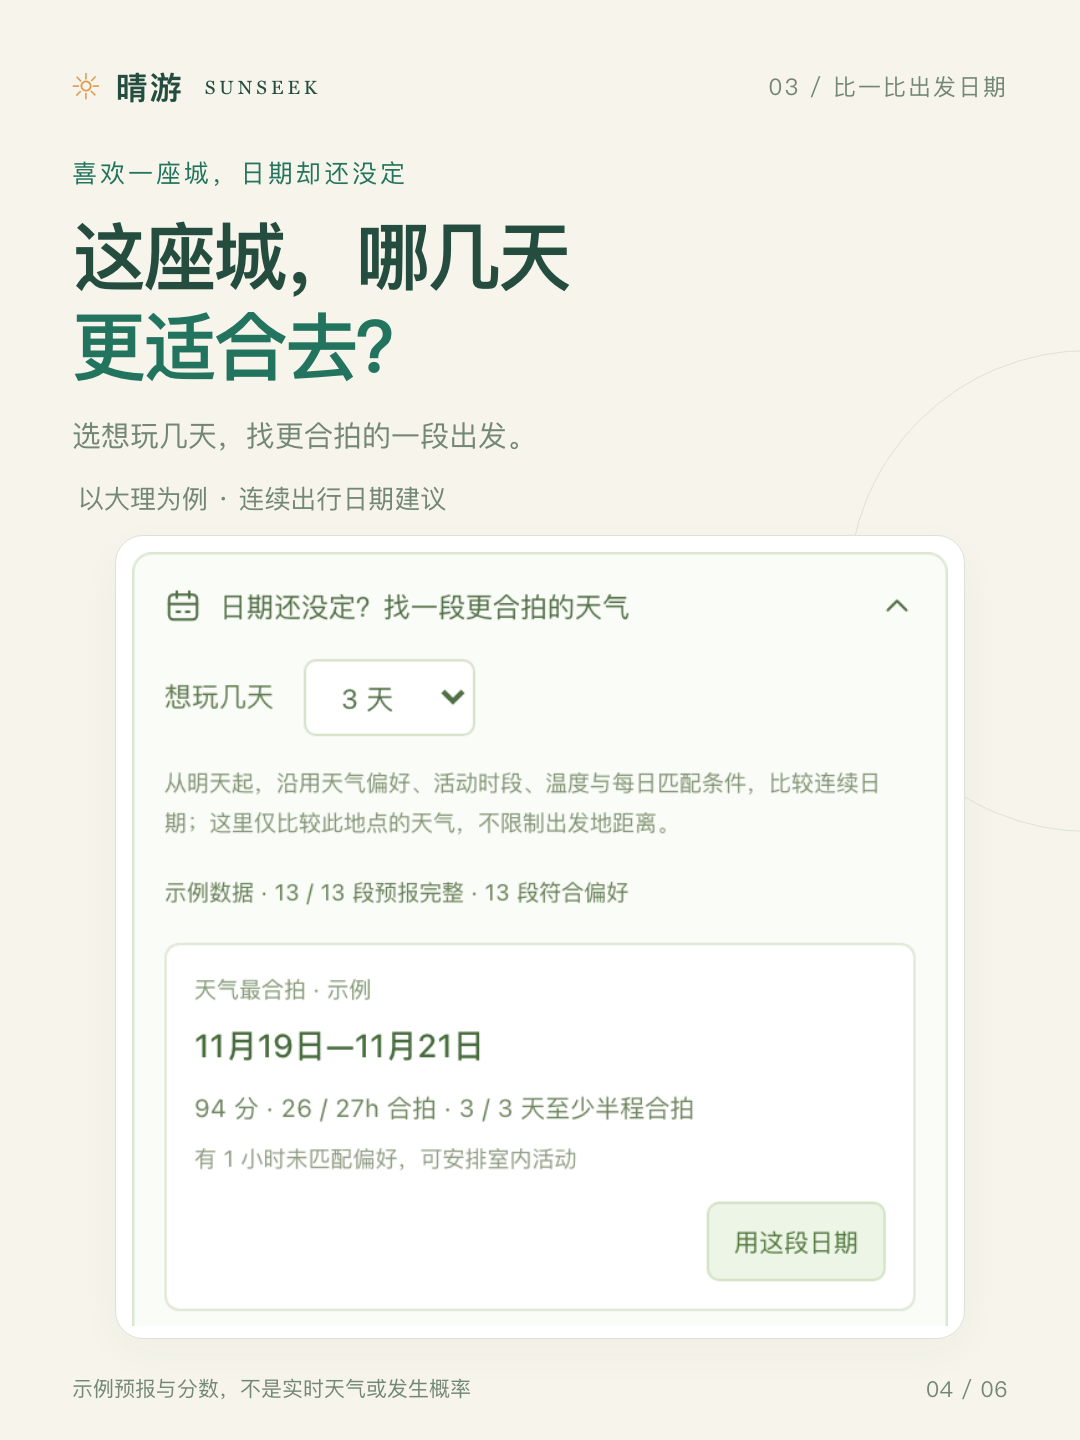 晴游 SUNSEEK
03 / 比一比出发日期
喜欢一座城，日期却还没定
这座城，哪几天
更适合去？
选想玩几天，找更合拍的一段出发。
以大理为例 · 连续出行日期建议
日期还没定？找一段更合拍的天气
想玩几天 3 天
从明天起，沿用天气偏好、活动时段、温度与每日匹配条件，比较连续日
期；这里仅比较此地点的天气，不限制出发地距离。
示例数据 · 13 / 13 段预报完整 · 13 段符合偏好
天气最合拍 · 示例
11月19日—11月21日
94 分 · 26 / 27h 合拍 · 3 / 3 天至少半程合拍
有 1 小时未匹配偏好，可安排室内活动
用这段日期
示例预报与分数，不是实时天气或发生概率
04 / 06